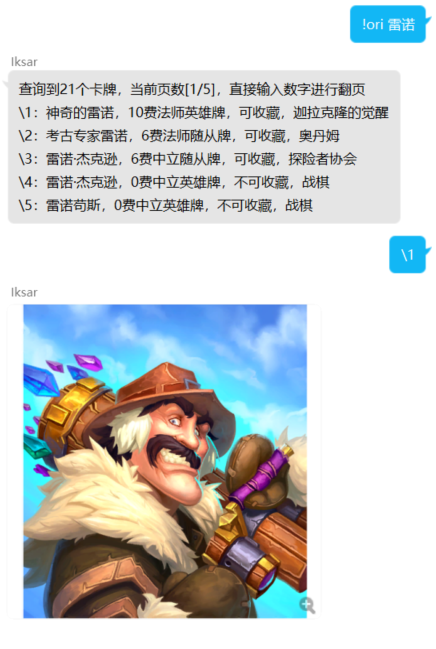 !ori 雷诺
Iksar
查询到21个卡牌，当前页数[1/5]，直接输入数字进行翻页
\1：神奇的雷诺，10费法师英雄牌，可收藏，迦拉克隆的觉醒
\2：考古专家雷诺，6费法师随从牌，可收藏，奥丹姆
\3：雷诺·杰克逊，6费中立随从牌，可收藏，探险者协会
\4：雷诺·杰克逊，0费中立英雄牌，不可收藏，战棋
\5：雷诺苟斯，0费中立英雄牌，不可收藏，战棋
\1
Iksar